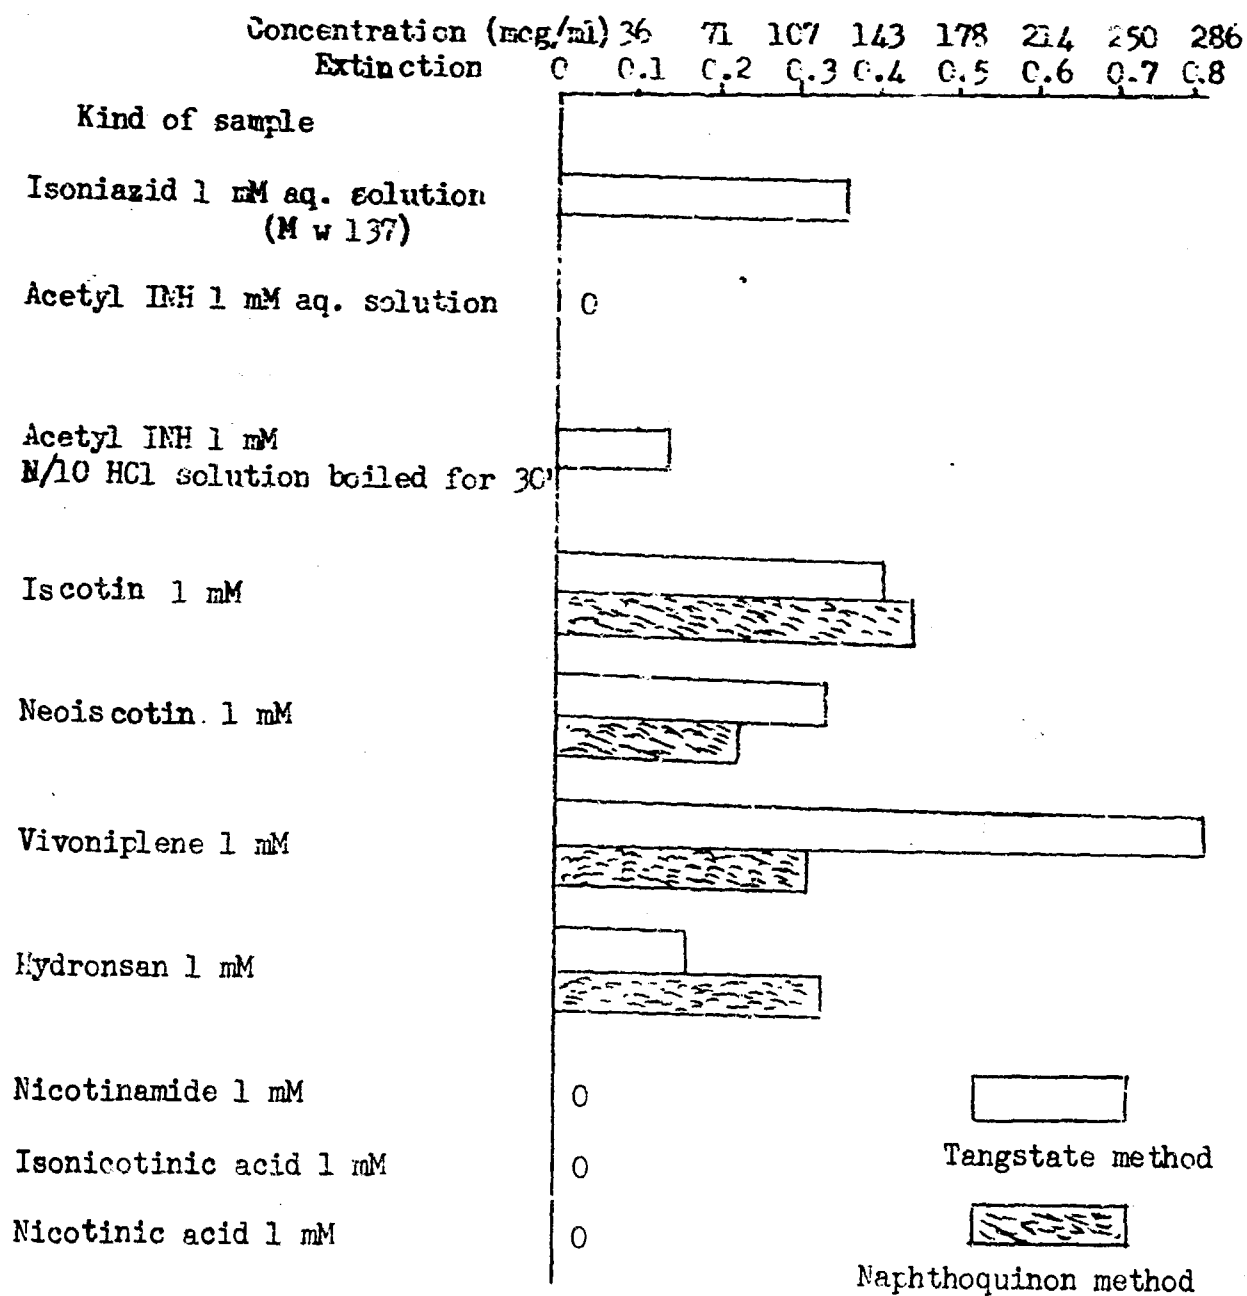 Concentration (mcg/ml) 36 71 107 143 178 214 250 286
Extinction 0 0.1 0.2 0.3 0.4 0.5 0.6 0.7 0.8
Kind of sample
Isoniazid 1 mM aq. solution
(M w 137)
Acetyl INH 1 mM aq. solution 0
Acetyl INH 1 mM
N/10 HCl solution boiled for 30'
Iscotin 1 mM
Neoiscotin. 1 mM
Vivoniplene 1 mM
Hydronsan 1 mM
Nicotinamide 1 mM 0
Tangstate method
Isonicotinic acid 1 mM 0
Nicotinic acid 1 mM 0
Naphthoquinon method